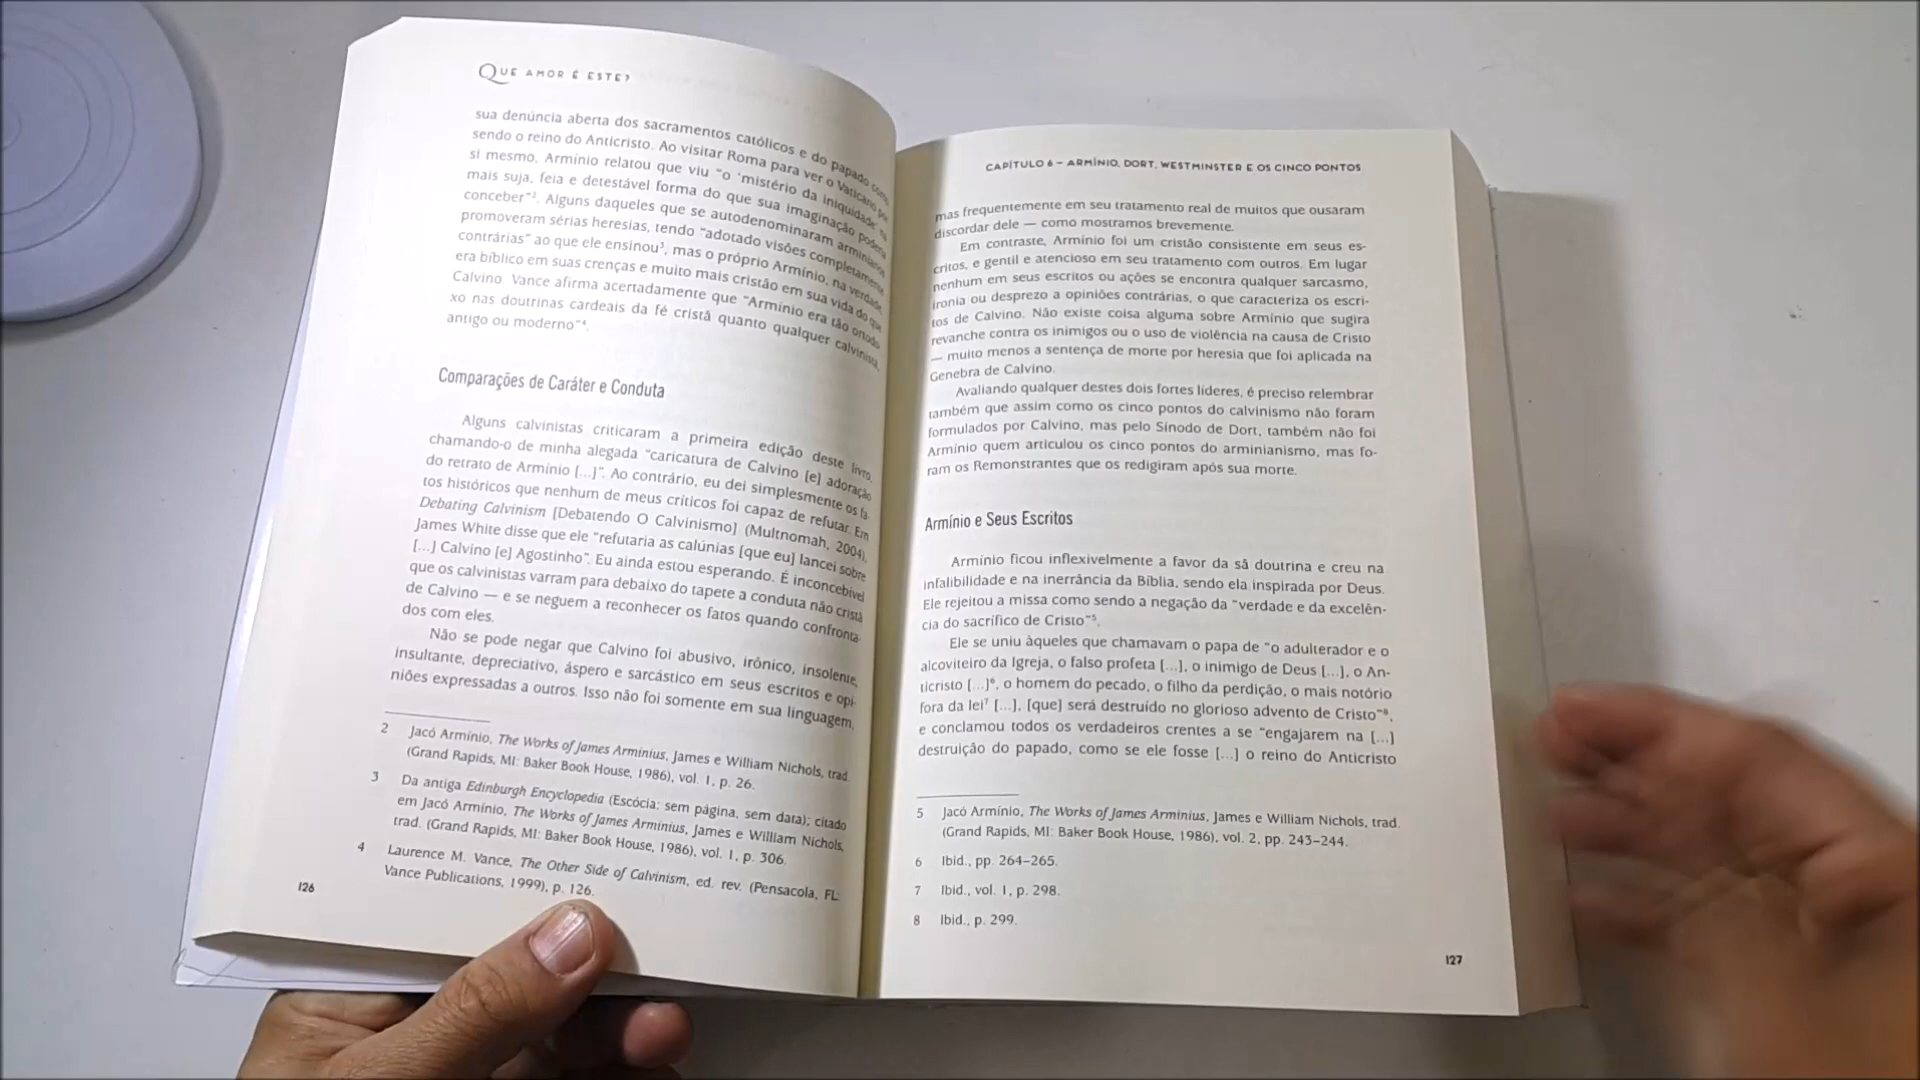 QUE AMOR É ESTE?
sua denúncia aberta dos sacramentos católicos e do papado como
sendo o reino do Anticristo. Ao visitar Roma para ver o Vaticano por
si mesmo, Armínio relatou que viu “o ‘mistério da iniquidade’ na
mais suja, feia e detestável forma do que sua imaginação poderia
conceber”². Alguns daqueles que se autodenominaram arminianos
promoveram sérias heresias, tendo “adotado visões completamente
contrárias” ao que ele ensinou³, mas o próprio Armínio, na verdade,
era bíblico em suas crenças e muito mais cristão em sua vida do que
Calvino. Vance afirma acertadamente que “Armínio era tão ortodo
xo nas doutrinas cardeais da fé cristã quanto qualquer calvinista,
antigo ou moderno”⁴.
Comparações de Caráter e Conduta
Alguns calvinistas criticaram a primeira edição deste livro,
chamando-o de minha alegada “caricatura de Calvino [e] adoração
do retrato de Armínio [...]”. Ao contrário, eu dei simplesmente os fa-
tos históricos que nenhum de meus críticos foi capaz de refutar. Em
Debating Calvinism [Debatendo O Calvinismo] (Multnomah, 2004),
James White disse que ele “refutaria as calúnias [que eu] lancei sobre
[...] Calvino [e] Agostinho”. Eu ainda estou esperando. É inconcebível
que os calvinistas varram para debaixo do tapete a conduta não cristã
de Calvino — e se neguem a reconhecer os fatos quando confronta-
dos com eles.
Não se pode negar que Calvino foi abusivo, irônico, insolente,
insultante, depreciativo, áspero e sarcástico em seus escritos e opi-
niões expressadas a outros. Isso não foi somente em sua linguagem,
2 Jacó Armínio, The Works of James Arminius, James e William Nichols, trad.
(Grand Rapids, MI: Baker Book House, 1986), vol. 1, p. 26.
3 Da antiga Edinburgh Encyclopedia (Escócia: sem página, sem data); citado
em Jacó Armínio, The Works of James Arminius, James e William Nichols,
trad. (Grand Rapids, MI: Baker Book House, 1986), vol. 1, p. 306.
4 Laurence M. Vance, The Other Side of Calvinism, ed. rev. (Pensacola, FL:
Vance Publications, 1999), p. 126.
126
CAPÍTULO 6 – ARMÍNIO, DORT, WESTMINSTER E OS CINCO PONTOS
mas frequentemente em seu tratamento real de muitos que ousaram
discordar dele — como mostramos brevemente.
Em contraste, Armínio foi um cristão consistente em seus es-
critos, e gentil e atencioso em seu tratamento com outros. Em lugar
nenhum em seus escritos ou ações se encontra qualquer sarcasmo,
ironia ou desprezo a opiniões contrárias, o que caracteriza os escri-
tos de Calvino. Não existe coisa alguma sobre Armínio que sugira
revanche contra os inimigos ou o uso de violência na causa de Cristo
— muito menos a sentença de morte por heresia que foi aplicada na
Genebra de Calvino.
Avaliando qualquer destes dois fortes líderes, é preciso relembrar
também que assim como os cinco pontos do calvinismo não foram
formulados por Calvino, mas pelo Sínodo de Dort, também não foi
Armínio quem articulou os cinco pontos do arminianismo, mas fo-
ram os Remonstrantes que os redigiram após sua morte.
Armínio e Seus Escritos
Armínio ficou inflexivelmente a favor da sã doutrina e creu na
infalibilidade e na inerrância da Bíblia, sendo ela inspirada por Deus.
Ele rejeitou a missa como sendo a negação da “verdade e da excelên-
cia do sacrífico de Cristo”⁵.
Ele se uniu àqueles que chamavam o papa de “o adulterador e o
alcoviteiro da Igreja, o falso profeta [...], o inimigo de Deus [...], o An-
ticristo [...]⁶, o homem do pecado, o filho da perdição, o mais notório
fora da lei⁷ [...], [que] será destruído no glorioso advento de Cristo”⁸,
e conclamou todos os verdadeiros crentes a se “engajarem na [...]
destruição do papado, como se ele fosse [...] o reino do Anticristo
5 Jacó Armínio, The Works of James Arminius, James e William Nichols, trad.
(Grand Rapids, MI: Baker Book House, 1986), vol. 2, pp. 243–244.
6 Ibid., pp. 264–265.
7 Ibid., vol. 1, p. 298.
8 Ibid., p. 299.
127